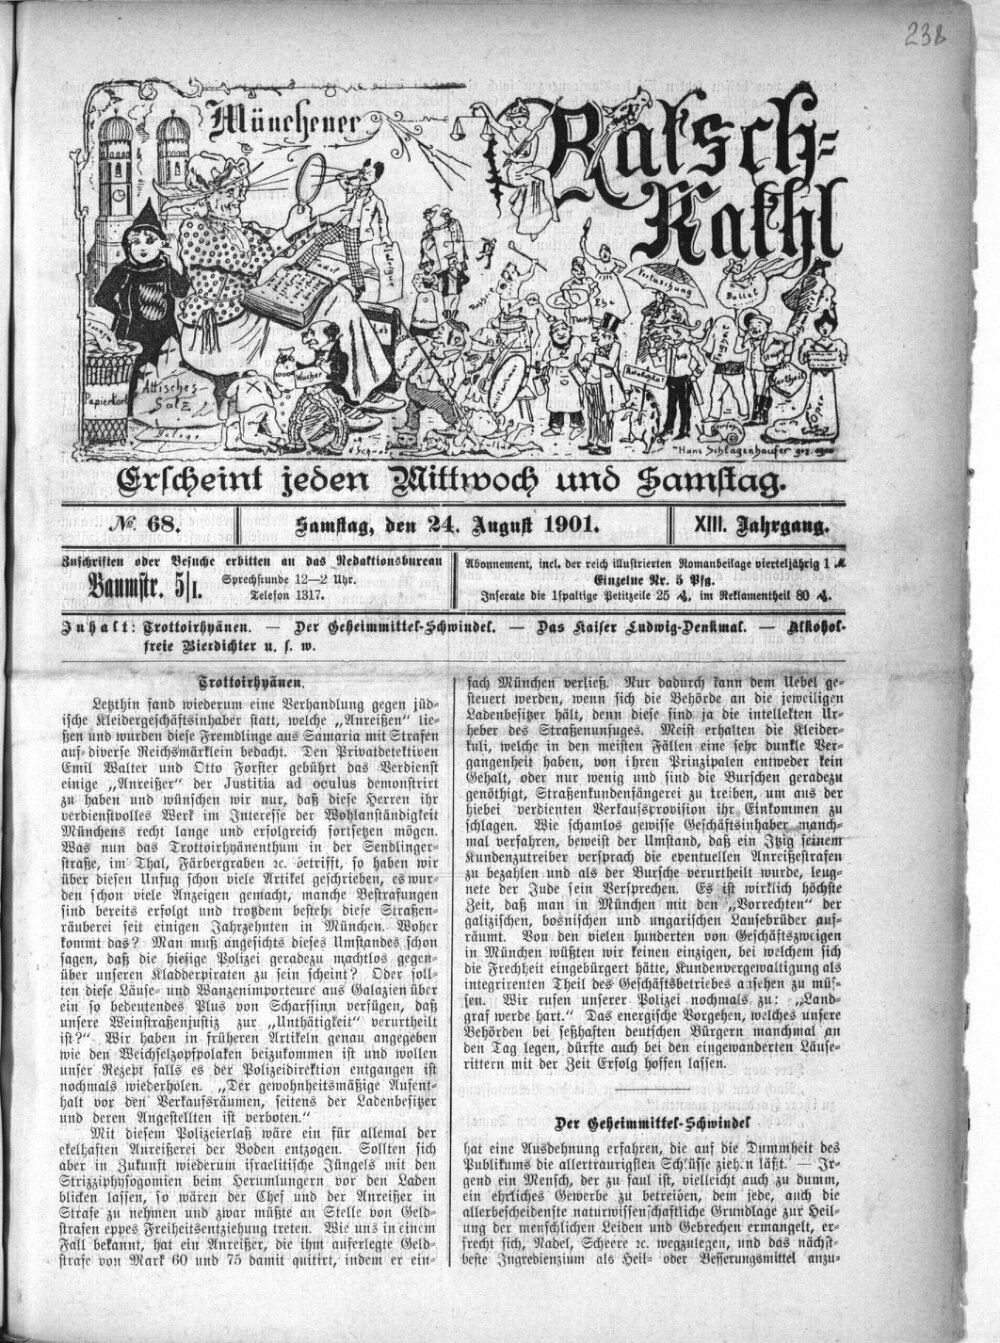 238
Münchener
Ratsch-
Kathl
Papierkorb
Attisches
Salz
Wucher
Ehe
Ballet
Hans Schlagenhaufer gez. 1900
Erscheint jeden Mittwoch und Samstag.
№ 68.
Samstag, den 24. August 1901.
XIII. Jahrgang.
Zuschriften oder Besuche erbitten an das Redaktionsbureau
Baumstr. 5/I.
Sprechstunde 12—2 Uhr.
Telefon 1317.
Abonnement, incl. der reich illustrierten Romanbeilage vierteljährig 1 ℳ
Einzelne Nr. 5 Pfg.
Inserate die 1spaltige Petitzeile 25 ₰, im Reklamentheil 80 ₰.
Inhalt: Trottoirhyänen. — Der Geheimmittel-Schwindel. — Das Kaiser Ludwig-Denkmal. — Alkohol-
freie Bierdichter u. s. w.
Trottoirhyänen.
Letzthin fand wiederum eine Verhandlung gegen jüd-
ische Kleidergeschäftsinhaber statt, welche „Anreißen" lie-
ßen und wurden diese Fremdlinge aus Samaria mit Strafen
auf diverse Reichsmärklein bedacht. Den Privatdetektiven
Emil Walter und Otto Forster gebührt das Verdienst
einige „Anreißer" der Justitia ad oculus demonstrirt
zu haben und wünschen wir nur, daß diese Herren ihr
verdienstvolles Werk im Interesse der Wohlanständigkeit
Münchens recht lange und erfolgreich fortsetzen mögen.
Was nun das Trottoirhyänenthum in der Sendlinger-
straße, im Thal, Färbergraben ꝛc. betrifft, so haben wir
über diesen Unfug schon viele Artikel geschrieben, es wur-
den schon viele Anzeigen gemacht, manche Bestrafungen
sind bereits erfolgt und trotzdem besteht diese Straßen-
räuberei seit einigen Jahrzehnten in München. Woher
kommt das? Man muß angesichts dieses Umstandes schon
sagen, daß die hiesige Polizei geradezu machtlos gegen-
über unseren Kladderpiraten zu sein scheint? Oder soll-
ten diese Läuse- und Wanzenimporteure aus Galazien über
ein so bedeutendes Plus von Scharfsinn verfügen, daß
unsere Weinstraßenjustiz zur „Unthätigkeit" verurtheilt
ist?" Wir haben in früheren Artikeln genau angegeben
wie den Weichselzopfpolaken beizukommen ist und wollen
unser Rezept falls es der Polizeidirektion entgangen ist
nochmals wiederholen. „Der gewohnheitsmäßige Aufent-
halt vor den Verkaufsräumen, seitens der Ladenbesitzer
und deren Angestellten ist verboten."
Mit diesem Polizeierlaß wäre ein für allemal der
ekelhaften Anreißerei der Boden entzogen. Sollten sich
aber in Zukunft wiederum israelitische Jüngels mit den
Strizziphysogomien beim Herumlungern vor den Laden
blicken lassen, so wären der Chef und der Anreißer in
Strafe zu nehmen und zwar müßte an Stelle von Geld-
strafen eppes Freiheitsentziehung treten. Wie uns in einem
Fall bekannt, hat ein Anreißer, die ihm auferlegte Geld-
strafe von Mark 60 und 75 damit quitirt, indem er ein-
fach München verließ. Nur dadurch kann dem Uebel ge-
steuert werden, wenn sich die Behörde an die jeweiligen
Ladenbesitzer hält, denn diese sind ja die intellekten Ur-
heber des Straßenunfuges. Meist erhalten die Kleider-
kuli, welche in den meisten Fällen eine sehr dunkle Ver-
gangenheit haben, von ihren Prinzipalen entweder kein
Gehalt, oder nur wenig und sind die Burschen geradezu
genöthigt, Straßenkundenfängerei zu treiben, um aus der
hiebei verdienten Verkaufsprovision ihr Einkommen zu
schlagen. Wie schamlos gewisse Geschäftsinhaber manch-
mal verfahren, beweist der Umstand, daß ein Itzig seinem
Kundenzutreiber versprach die eventuellen Anreißestrafen
zu bezahlen und als der Bursche verurtheilt wurde, leug-
nete der Jude sein Versprechen. Es ist wirklich höchste
Zeit, daß man in München mit den „Vorrechten" der
galizischen, bosnischen und ungarischen Lausebrüder auf-
räumt. Von den vielen hunderten von Geschäftszweigen
in München wüßten wir keinen einzigen, bei welchem sich
die Frechheit eingebürgert hätte, Kundenvergewaltigung als
integrirenten Theil des Geschäftsbetriebes ansehen zu müs-
sen. Wir rufen unserer Polizei nochmals zu: „Land-
graf werde hart." Das energische Vorgehen, welches unsere
Behörden bei seßhaften deutschen Bürgern manchmal an
den Tag legen, dürfte auch bei den eingewanderten Läuse-
rittern mit der Zeit Erfolg hoffen lassen.
Der Geheimmittel-Schwindel
hat eine Ausdehnung erfahren, die auf die Dummheit des
Publikums die allertraurigsten Schlüsse ziehen läßt. — Ir-
gend ein Mensch, der zu faul ist, vielleicht auch zu dumm,
ein ehrliches Gewerbe zu betreiben, dem jede, auch die
allerbescheidenste naturwissenschaftliche Grundlage zur Heil-
ung der menschlichen Leiden und Gebrechen ermangelt, er-
frecht sich, Nadel, Scheere ꝛc. wegzulegen, und das nächst-
beste Ingredienzium als Heil- oder Besserungsmittel anzu-